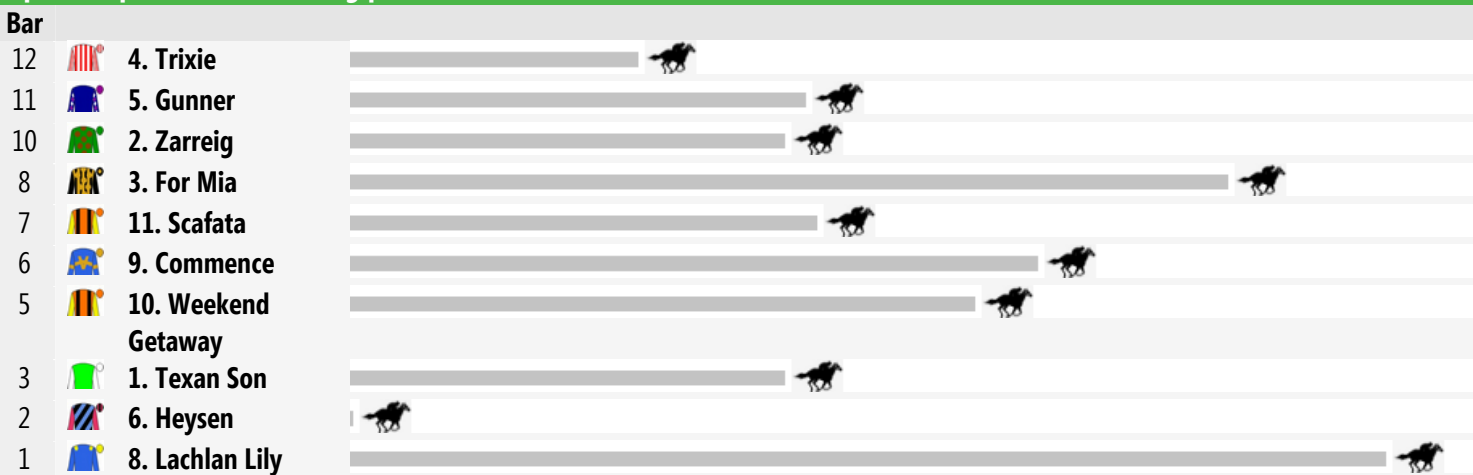 Bar
12 4. Trixie
11 5. Gunner
10 2. Zarreig
8 3. For Mia
7 11. Scafata
6 9. Commence
5 10. Weekend
Getaway
3 1. Texan Son
2 6. Heysen
1 8. Lachlan Lily